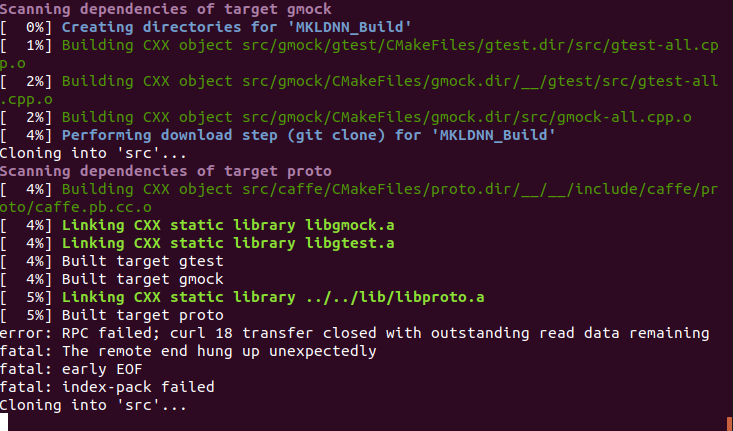 Scanning dependencies of target gmock
[  0%] Creating directories for 'MKLDNN_Build'
[  1%] Building CXX object src/gmock/gtest/CMakeFiles/gtest.dir/src/gtest-all.cp
p.o
[  2%] Building CXX object src/gmock/CMakeFiles/gmock.dir/__/gtest/src/gtest-all
.cpp.o
[  2%] Building CXX object src/gmock/CMakeFiles/gmock.dir/src/gmock-all.cpp.o
[  4%] Performing download step (git clone) for 'MKLDNN_Build'
Cloning into 'src'...
Scanning dependencies of target proto
[  4%] Building CXX object src/caffe/CMakeFiles/proto.dir/__/__/include/caffe/pr
oto/caffe.pb.cc.o
[  4%] Linking CXX static library libgmock.a
[  4%] Linking CXX static library libgtest.a
[  4%] Built target gtest
[  4%] Built target gmock
[  5%] Linking CXX static library ../../lib/libproto.a
[  5%] Built target proto
error: RPC failed; curl 18 transfer closed with outstanding read data remaining
fatal: The remote end hung up unexpectedly
fatal: early EOF
fatal: index-pack failed
Cloning into 'src'...